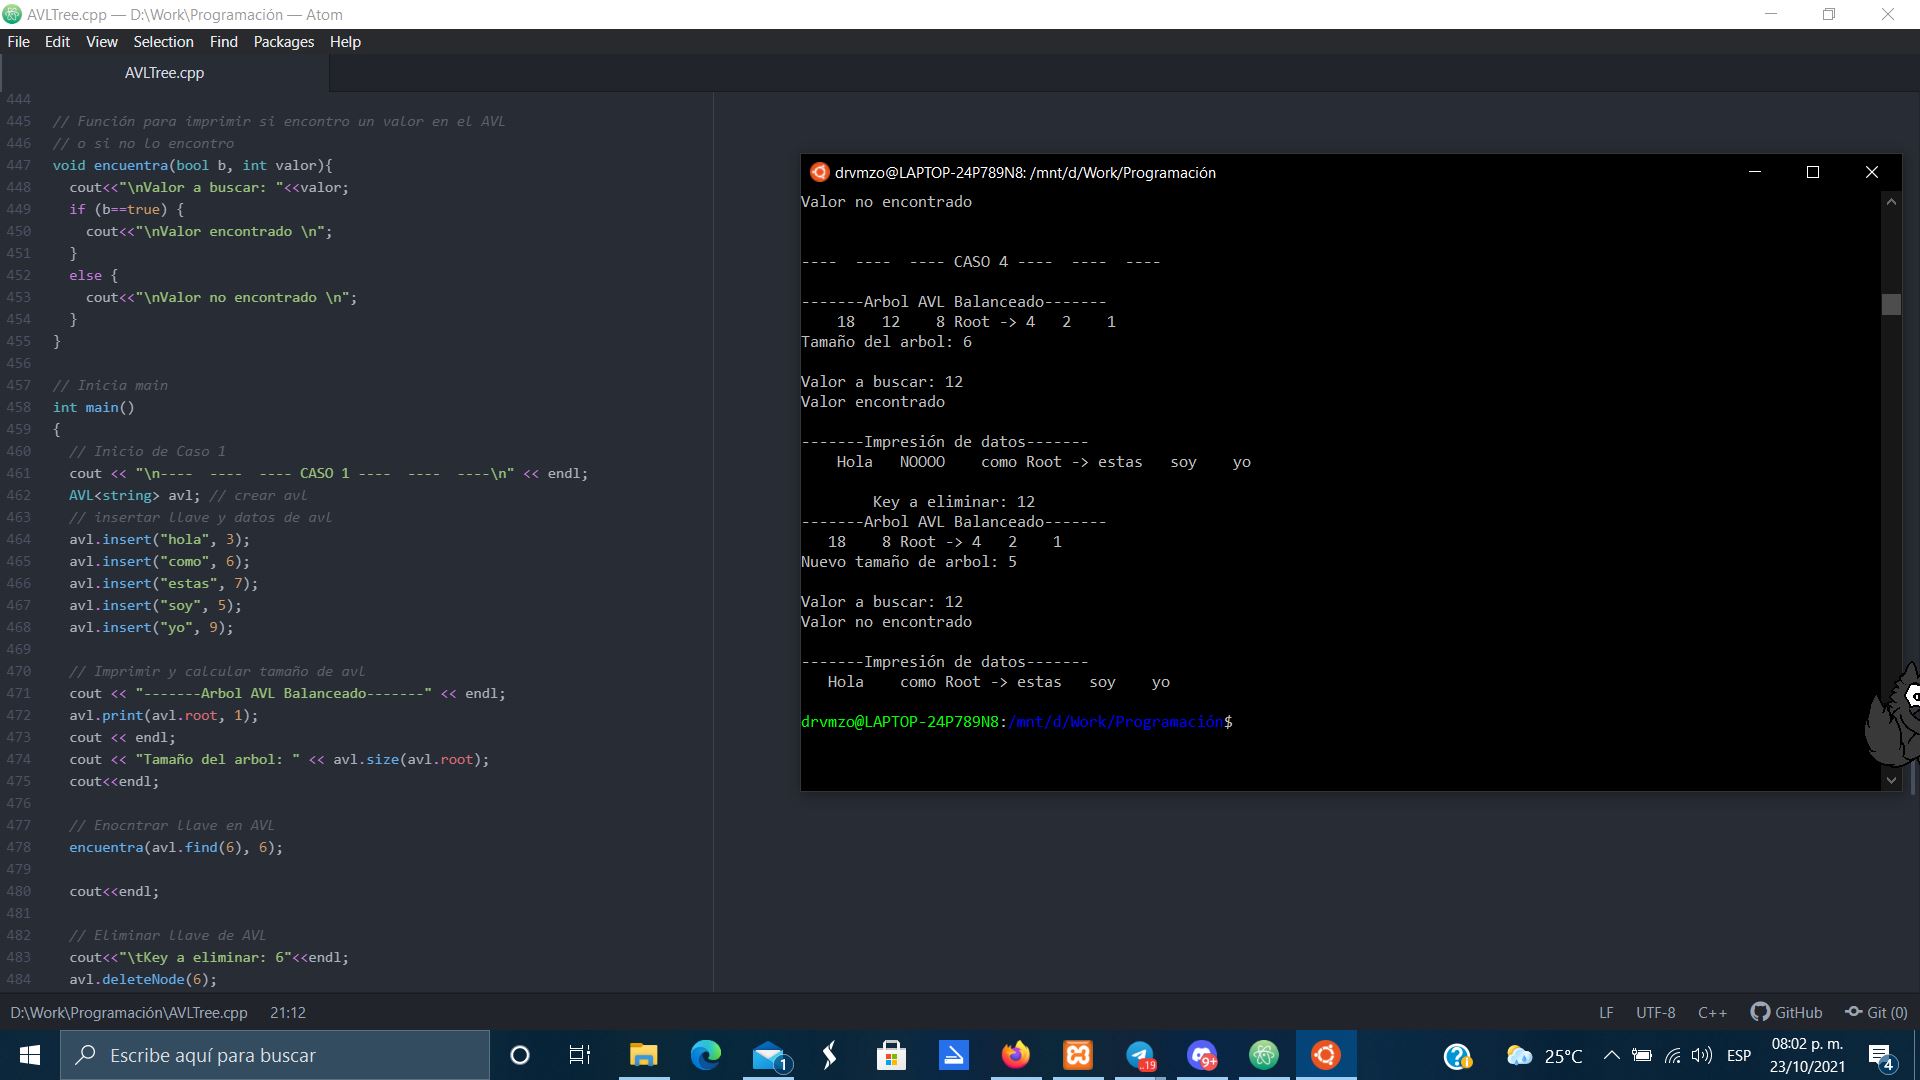 AVLTree.cpp — D:\Work\Programación — Atom
File Edit View Selection Find Packages Help
AVLTree.cpp
444
445 // Función para imprimir si encontro un valor en el AVL
446 // o si no lo encontro
447 void encuentra(bool b, int valor){
448 cout<<"\nValor a buscar: "<<valor;
449 if (b==true) {
450 cout<<"\nValor encontrado \n";
451 }
452 else {
453 cout<<"\nValor no encontrado \n";
454 }
455 }
456
457 // Inicia main
458 int main()
459 {
460 // Inicio de Caso 1
461 cout << "\n---- ---- ---- CASO 1 ---- ---- ----\n" << endl;
462 AVL<string> avl; // crear avl
463 // insertar llave y datos de avl
464 avl.insert("hola", 3);
465 avl.insert("como", 6);
466 avl.insert("estas", 7);
467 avl.insert("soy", 5);
468 avl.insert("yo", 9);
469
470 // Imprimir y calcular tamaño de avl
471 cout << "-------Arbol AVL Balanceado-------" << endl;
472 avl.print(avl.root, 1);
473 cout << endl;
474 cout << "Tamaño del arbol: " << avl.size(avl.root);
475 cout<<endl;
476
477 // Enocntrar llave en AVL
478 encuentra(avl.find(6), 6);
479
480 cout<<endl;
481
482 // Eliminar llave de AVL
483 cout<<"\tKey a eliminar: 6"<<endl;
484 avl.deleteNode(6);
drvmzo@LAPTOP-24P789N8: /mnt/d/Work/Programación
Valor no encontrado
---- ---- ---- CASO 4 ---- ---- ----
-------Arbol AVL Balanceado-------
18 12 8 Root -> 4 2 1
Tamaño del arbol: 6
Valor a buscar: 12
Valor encontrado
-------Impresión de datos-------
Hola NOOOO como Root -> estas soy yo
Key a eliminar: 12
-------Arbol AVL Balanceado-------
18 8 Root -> 4 2 1
Nuevo tamaño de arbol: 5
Valor a buscar: 12
Valor no encontrado
-------Impresión de datos-------
Hola como Root -> estas soy yo
drvmzo@LAPTOP-24P789N8:/mnt/d/Work/Programación$
D:\Work\Programación\AVLTree.cpp 21:12
LF UTF-8 C++ GitHub Git (0)
Escribe aquí para buscar
1
..19
9+
25°C
ESP
08:02 p. m.
23/10/2021
4